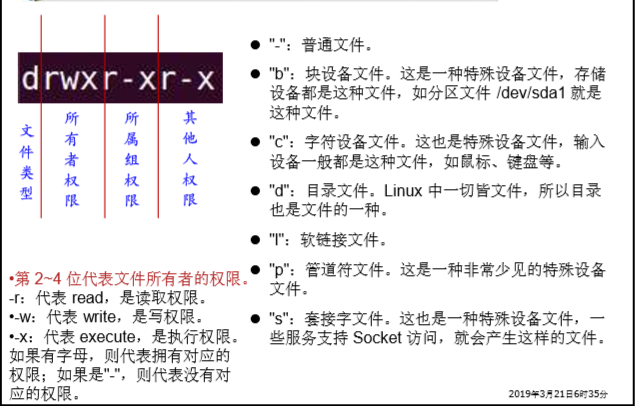 drwxr-xr-x
文件类型
所有者权限
所属组权限
其他人权限
•第 2~4 位代表文件所有者的权限。
-r：代表 read，是读取权限。
•-w：代表 write，是写权限。
•-x：代表 execute，是执行权限。
如果有字母，则代表拥有对应的
权限；如果是"-"，则代表没有对
应的权限。
● "-"：普通文件。
● "b"：块设备文件。这是一种特殊设备文件，存储
设备都是这种文件，如分区文件 /dev/sda1 就是
这种文件。
● "c"：字符设备文件。这也是特殊设备文件，输入
设备一般都是这种文件，如鼠标、键盘等。
● "d"：目录文件。Linux 中一切皆文件，所以目录
也是文件的一种。
● "l"：软链接文件。
● "p"：管道符文件。这是一种非常少见的特殊设备
文件。
● "s"：套接字文件。这也是一种特殊设备文件，一
些服务支持 Socket 访问，就会产生这样的文件。
2019年3月21日6时35分